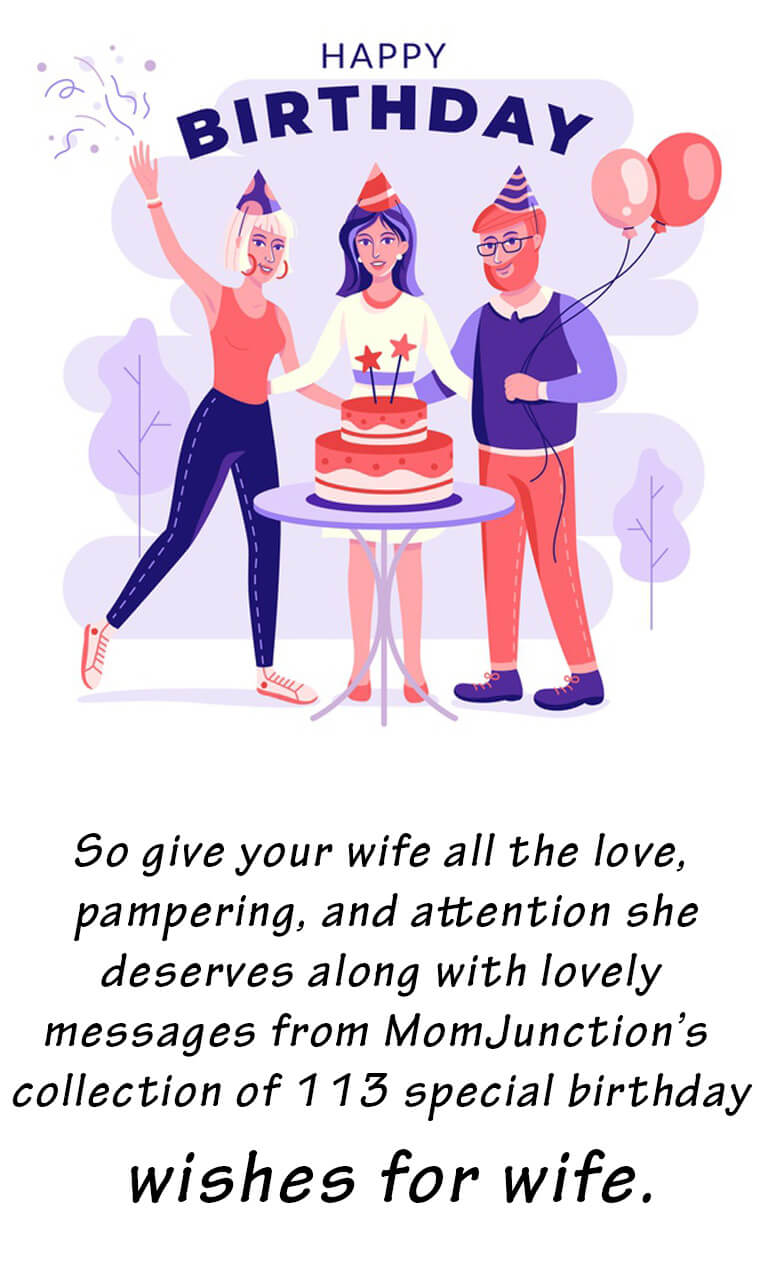 HAPPY
BIRTHDAY
So give your wife all the love,
pampering, and attention she
deserves along with lovely
messages from MomJunction’s
collection of 113 special birthday
wishes for wife.